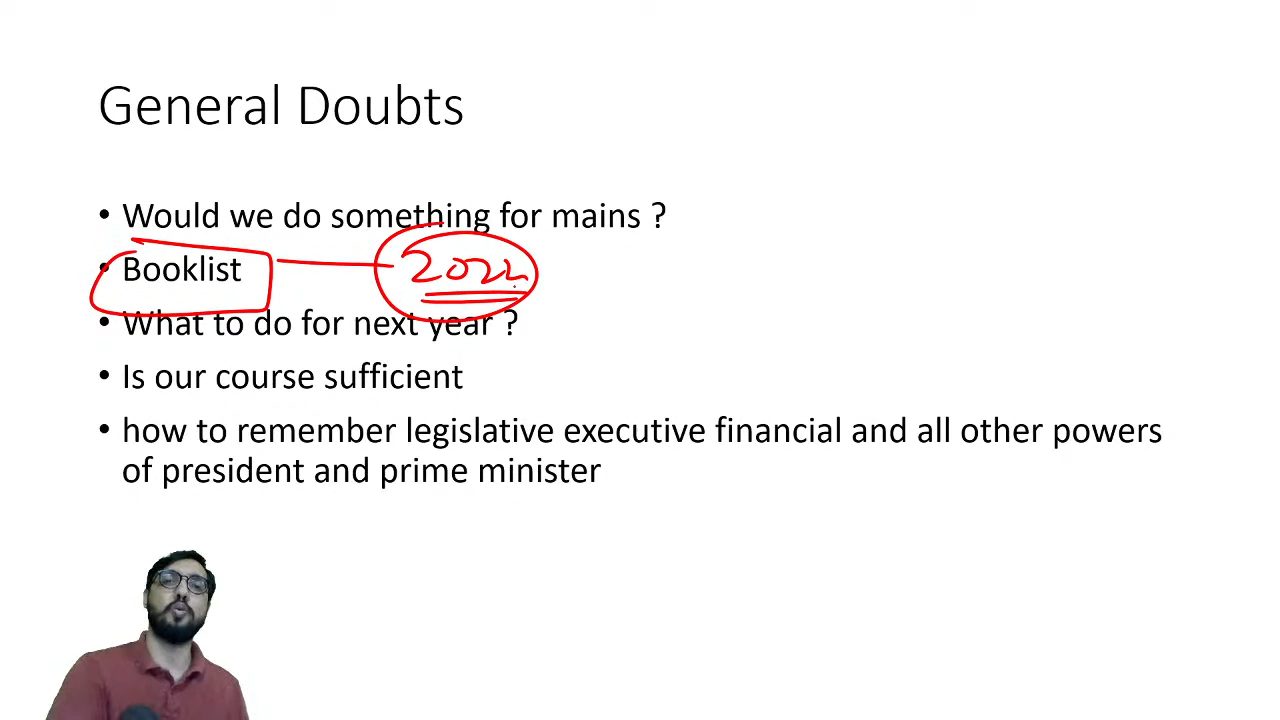 General Doubts
• Would we do something for mains ?
• Booklist
2024
• What to do for next year ?
• Is our course sufficient
• how to remember legislative executive financial and all other powers
of president and prime minister